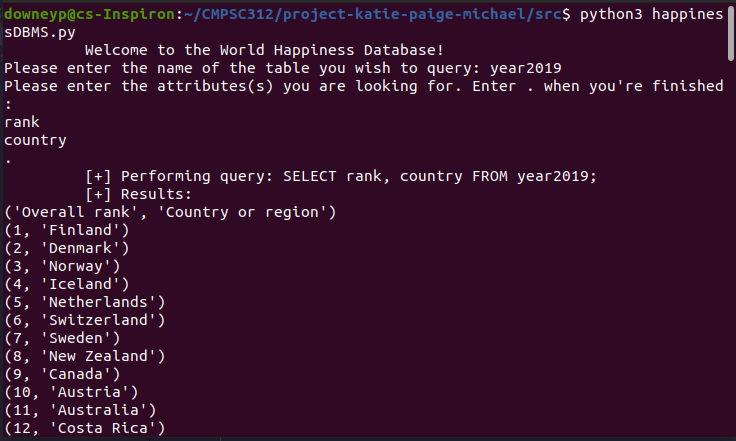 downeyp@cs-Inspiron:~/CMPSC312/project-katie-paige-michael/src$ python3 happines
sDBMS.py
Welcome to the World Happiness Database!
Please enter the name of the table you wish to query: year2019
Please enter the attributes(s) you are looking for. Enter . when you're finished
:
rank
country
.
[+] Performing query: SELECT rank, country FROM year2019;
[+] Results:
('Overall rank', 'Country or region')
(1, 'Finland')
(2, 'Denmark')
(3, 'Norway')
(4, 'Iceland')
(5, 'Netherlands')
(6, 'Switzerland')
(7, 'Sweden')
(8, 'New Zealand')
(9, 'Canada')
(10, 'Austria')
(11, 'Australia')
(12, 'Costa Rica')